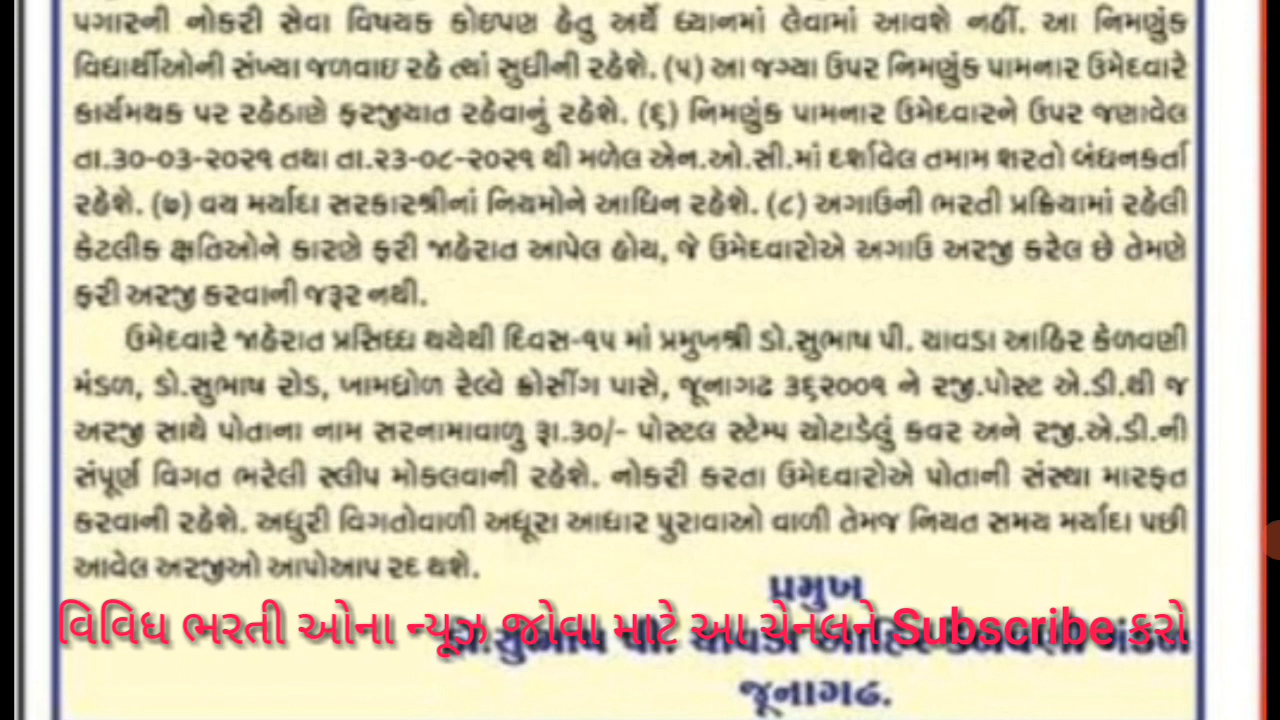 પગારની નોકરી સેવા વિષયક કોઇપણ હેતુ અર્થે ધ્યાનમાં લેવામાં આવશે નહીં. આ નિમણુંક
વિદ્યાર્થીઓની સંખ્યા જળવાઇ રહે ત્યાં સુધીની રહેશે. (૫) આ જગ્યા ઉપર નિમણુંક પામનાર ઉમેદવારે
કાર્યમથક પર રહેઠાણે ફરજીયાત રહેવાનું રહેશે. (૬) નિમણુંક પામનાર ઉમેદવારને ઉપર જણાવેલ
તા.૩૦-૦૩-૨૦૨૧ તથા તા.૨૩-૦૮-૨૦૨૧ થી મળેલ એન.ઓ.સી.માં દર્શાવેલ તમામ શરતો બંધનકર્તા
રહેશે. (૭) વય મર્યાદા સરકારશ્રીનાં નિયમોને આધિન રહેશે. (૮) અગાઉની ભરતી પ્રક્રિયામાં રહેલી
કેટલીક ક્ષતિઓને કારણે ફરી જાહેરાત આપેલ હોય, જે ઉમેદવારોએ અગાઉ અરજી કરેલ છે તેમણે
ફરી અરજી કરવાની જરૂર નથી.
ઉમેદવારે જાહેરાત પ્રસિધ્ધ થયેથી દિવસ-૧૫ માં પ્રમુખશ્રી ડો.સુભાષ પી. ચાવડા આહિર કેળવણી
મંડળ, ડો.સુભાષ રોડ, ખામધ્રોળ રેલ્વે ક્રોસીંગ પાસે, જૂનાગઢ ૩૬૨૦૦૧ ને રજી.પોસ્ટ એ.ડી.થી જ
અરજી સાથે પોતાના નામ સરનામાવાળુ રૂા.૩૦/- પોસ્ટલ સ્ટેમ્પ ચોટાડેલું કવર અને રજી.એ.ડી.ની
સંપૂર્ણ વિગત ભરેલી સ્લીપ મોકલવાની રહેશે. નોકરી કરતા ઉમેદવારોએ પોતાની સંસ્થા મારફત
કરવાની રહેશે. અધુરી વિગતોવાળી અધૂરા આધાર પુરાવાઓ વાળી તેમજ નિયત સમય મર્યાદા પછી
આવેલ અરજીઓ આપોઆપ રદ થશે.
પ્રમુખ
વિવિધ ભરતી ઓના ન્યૂઝ જોવા માટે આ ચેનલને Subscribe કરો
ડો.સુભાષ પી. ચાવડા આહિર કેળવણી મંડળ
જૂનાગઢ.